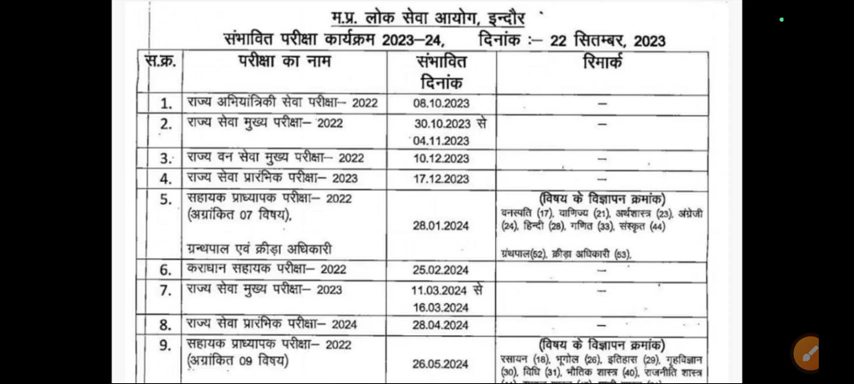 म.प्र. लोक सेवा आयोग, इन्दौर
संभावित परीक्षा कार्यक्रम 2023–24, दिनांक :– 22 सितम्बर, 2023
स.क्र. परीक्षा का नाम संभावित दिनांक रिमार्क
1. राज्य अभियांत्रिकी सेवा परीक्षा– 2022 08.10.2023 –
2. राज्य सेवा मुख्य परीक्षा– 2022 30.10.2023 से –
04.11.2023
3. राज्य वन सेवा मुख्य परीक्षा– 2022 10.12.2023 –
4. राज्य सेवा प्रारंभिक परीक्षा– 2023 17.12.2023 –
5. सहायक प्राध्यापक परीक्षा– 2022 (विषय के विज्ञापन क्रमांक)
(अग्रांकित 07 विषय), 28.01.2024 वनस्पति (17), वाणिज्य (21), अर्थशास्त्र (23), अंग्रेजी
(24), हिन्दी (28), गणित (33), संस्कृत (44)
ग्रन्थपाल एवं क्रीड़ा अधिकारी ग्रंथपाल(52), क्रीड़ा अधिकारी (53),
6. कराधान सहायक परीक्षा– 2022 25.02.2024 –
7. राज्य सेवा मुख्य परीक्षा– 2023 11.03.2024 से –
16.03.2024
8. राज्य सेवा प्रारंभिक परीक्षा– 2024 28.04.2024 –
9. सहायक प्राध्यापक परीक्षा– 2022 (विषय के विज्ञापन क्रमांक)
(अग्रांकित 09 विषय) 26.05.2024 रसायन (18), भूगोल (26), इतिहास (29), गृहविज्ञान
(30), विधि (31), भौतिक शास्त्र (40), राजनीति शास्त्र